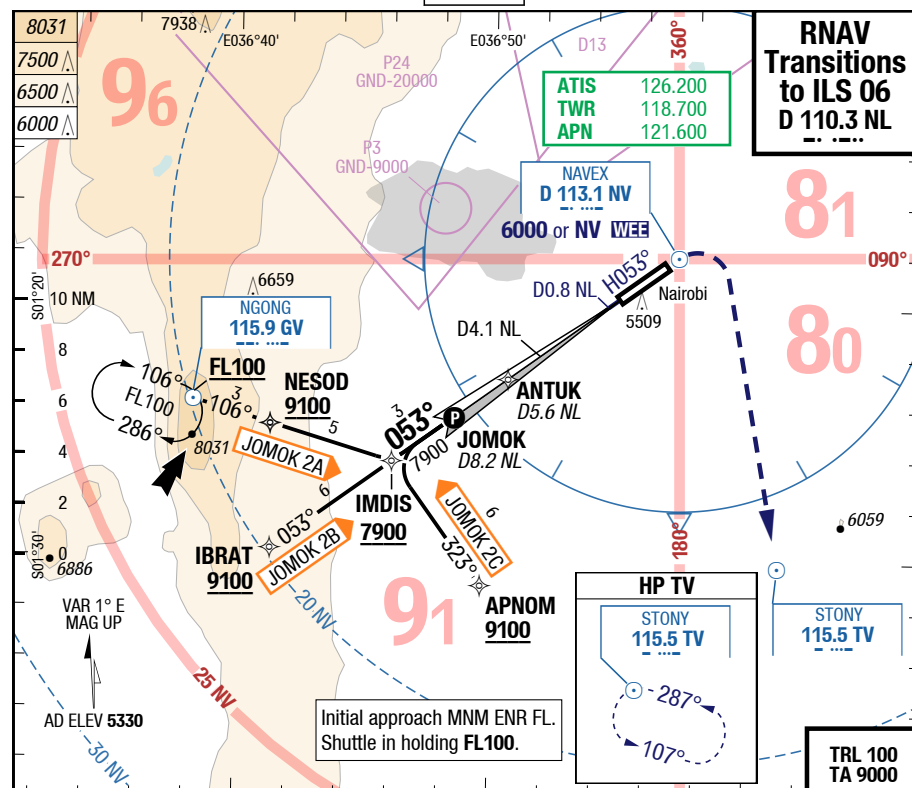 8031
7500
6500
6000
7938
E036°40'
E036°50'
360°
D13
P24
GND-20000
P3
GND-9000
96
ATIS 126.200
TWR 118.700
APN 121.600
RNAV
Transitions
to ILS 06
D 110.3 NL
NAVEX
D 113.1 NV
6000 or NV WEE
81
270°
090°
S01°20'
10 NM
6659
H053°
D0.8 NL
Nairobi
5509
NGONG
115.9 GV
D4.1 NL
80
8
FL100
106°
3
106°
FL100
286°
NESOD
9100
5
ANTUK
D5.6 NL
6
8031
3
053°
P
JOMOK
D8.2 NL
7900
4
JOMOK 2A
IMDIS
7900
6
2
053°
JOMOK 2B
IBRAT
9100
6
JOMOK 2C
323°
APNOM
9100
180°
6059
S01°30'
0
6886
91
20 NV
VAR 1° E
MAG UP
AD ELEV 5330
25 NV
30 NV
HP TV
STONY
115.5 TV
287°
107°
STONY
115.5 TV
Initial approach MNM ENR FL.
Shuttle in holding FL100.
TRL 100
TA 9000